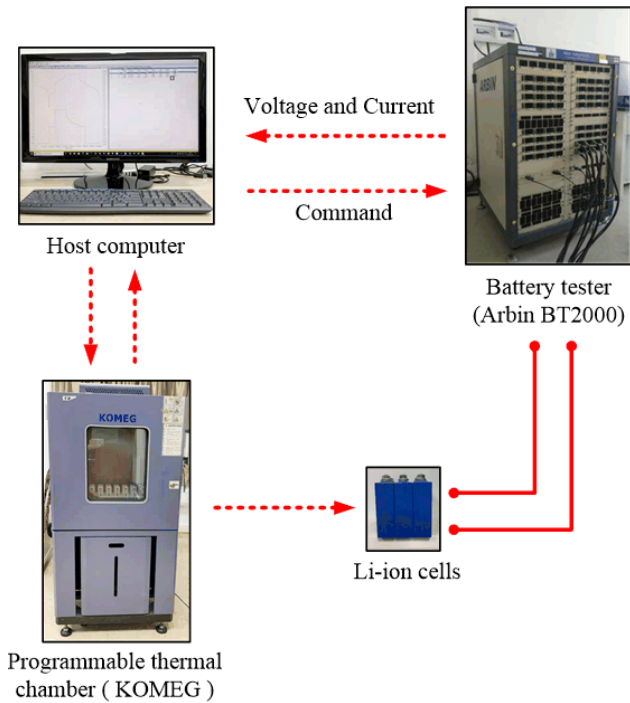 ARBIN
Voltage and Current
Command
Host computer
Battery tester
(Arbin BT2000)
KOMEG
Li-ion cells
Programmable thermal
chamber ( KOMEG )